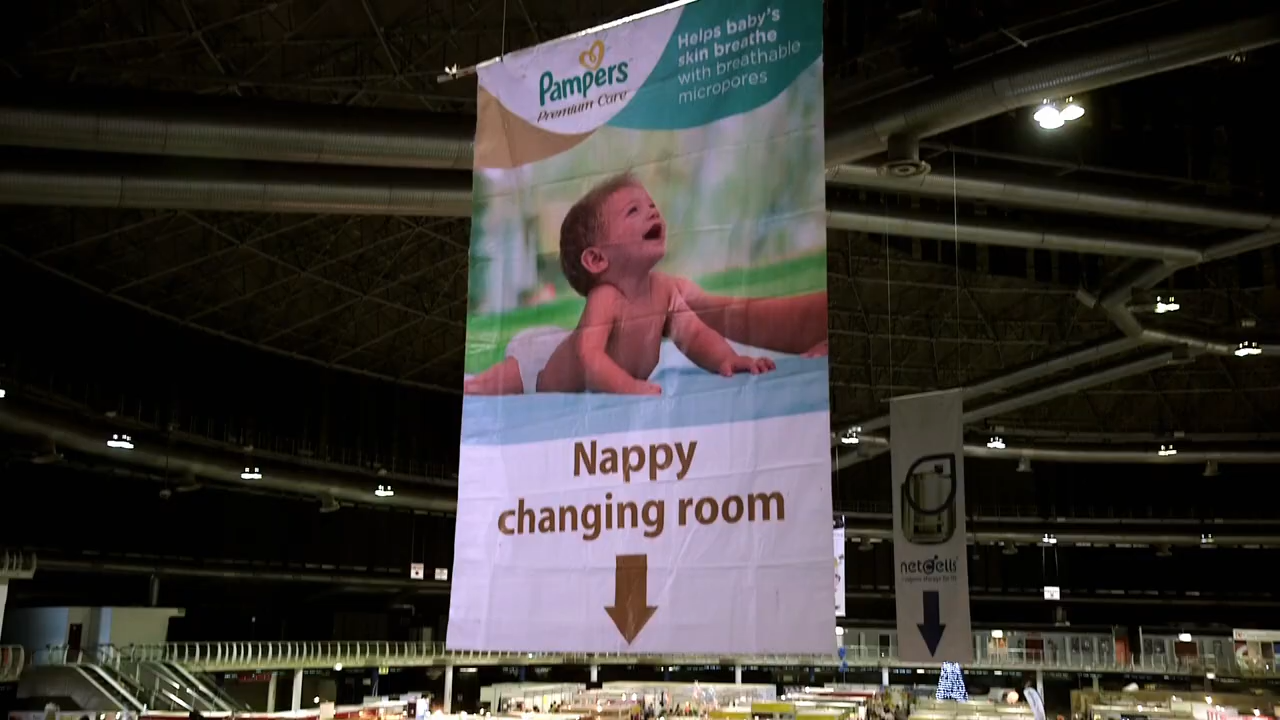 Pampers
Premium Care
Helps baby's
skin breathe
with breathable
micropores
Nappy
changing room
netcells